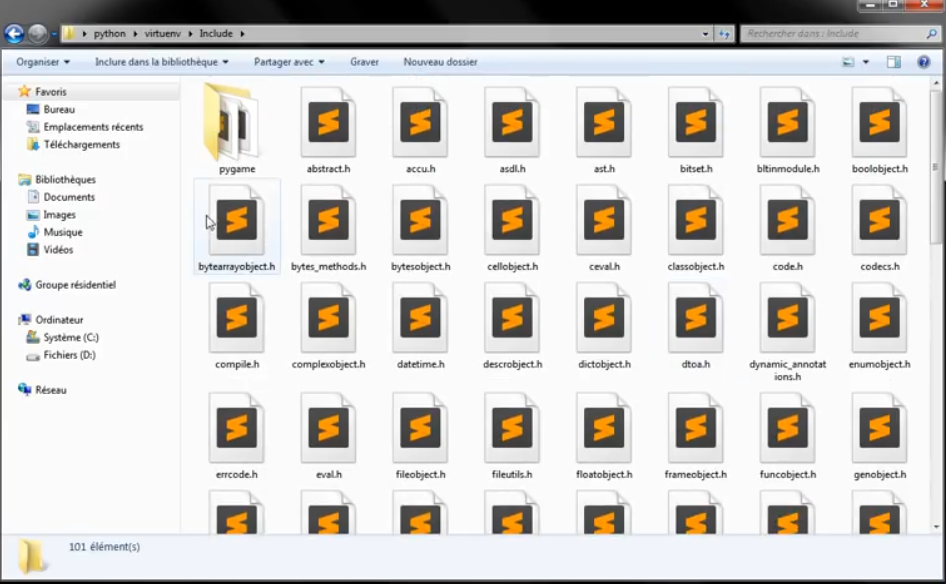 python virtuenv Include
Rechercher dans : Include
Organiser Inclure dans la bibliothèque Partager avec Graver Nouveau dossier
Favoris
Bureau
Emplacements récents
Téléchargements
Bibliothèques
Documents
Images
Musique
Vidéos
Groupe résidentiel
Ordinateur
Système (C:)
Fichiers (D:)
Réseau
pygame abstract.h accu.h asdl.h ast.h bitset.h bltinmodule.h boolobject.h
bytearrayobject.h bytes_methods.h bytesobject.h cellobject.h ceval.h classobject.h code.h codecs.h
compile.h complexobject.h datetime.h descrobject.h dictobject.h dtoa.h dynamic_annotat enumobject.h
ions.h
errcode.h eval.h fileobject.h fileutils.h floatobject.h frameobject.h funcobject.h genobject.h
101 élément(s)